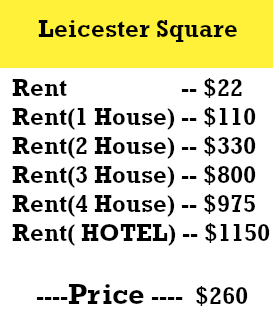 Leicester Square
Rent -- $22
Rent(1 House) -- $110
Rent(2 House) -- $330
Rent(3 House) -- $800
Rent(4 House) -- $975
Rent( HOTEL) -- $1150
----Price ---- $260